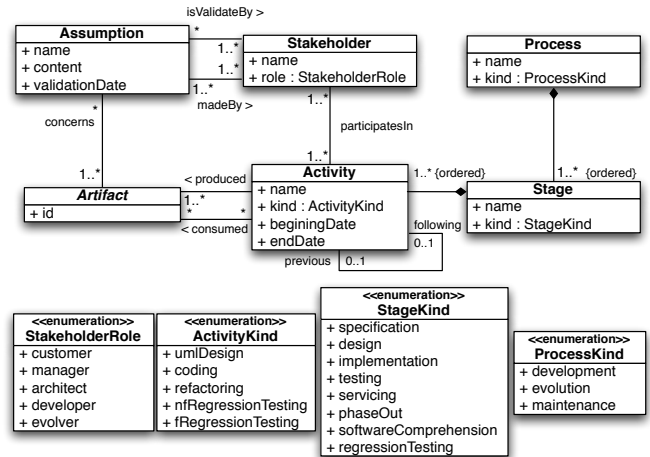 isValidateBy >
Assumption
+ name
+ content
+ validationDate
*
1..*
1..*
1..*
madeBy >
Stakeholder
+ name
+ role : StakeholderRole
Process
+ name
+ kind : ProcessKind
*
concerns
1..*
1..*
participatesIn
1..*
1..* {ordered}
Artifact
+ id
< produced
1..*
*
*
< consumed
Activity
+ name
+ kind : ActivityKind
+ beginingDate
+ endDate
1..* {ordered}
Stage
+ name
+ kind : StageKind
following
0..1
previous
0..1
<<enumeration>>
StakeholderRole
+ customer
+ manager
+ architect
+ developer
+ evolver
<<enumeration>>
ActivityKind
+ umlDesign
+ coding
+ refactoring
+ nfRegressionTesting
+ fRegressionTesting
<<enumeration>>
StageKind
+ specification
+ design
+ implementation
+ testing
+ servicing
+ phaseOut
+ softwareComprehension
+ regressionTesting
<<enumeration>>
ProcessKind
+ development
+ evolution
+ maintenance